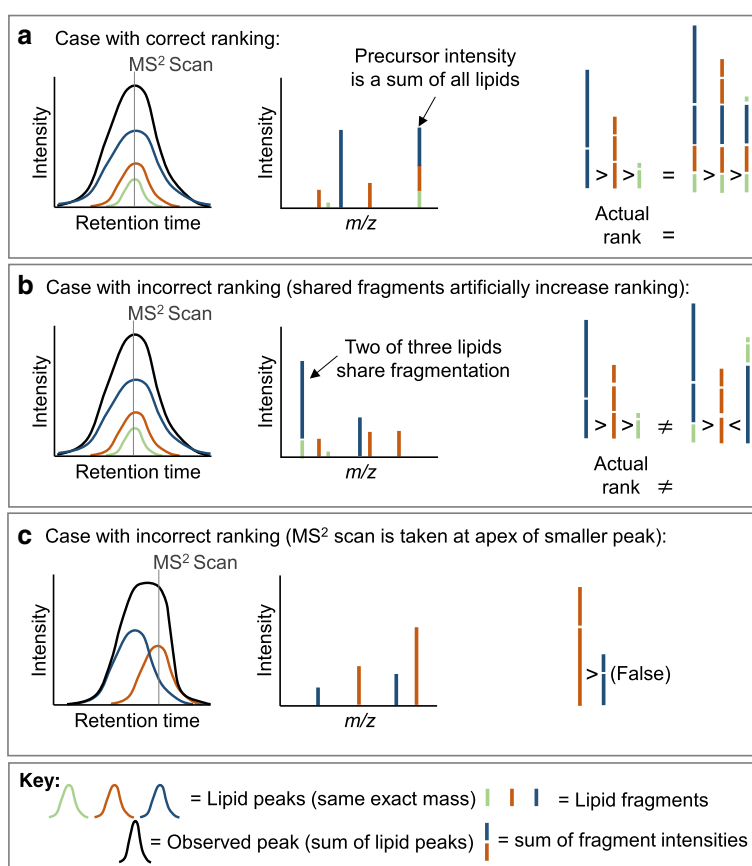 a Case with correct ranking:
MS² Scan
Intensity
Retention time
Precursor intensity
is a sum of all lipids
Intensity
m/z
> > = > >
Actual
rank =
b Case with incorrect ranking (shared fragments artificially increase ranking):
MS² Scan
Intensity
Retention time
Two of three lipids
share fragmentation
Intensity
m/z
> > ≠ > <
Actual
rank ≠
c Case with incorrect ranking (MS² scan is taken at apex of smaller peak):
MS² Scan
Intensity
Retention time
Intensity
m/z
> (False)
Key:
= Lipid peaks (same exact mass)
= Lipid fragments
= Observed peak (sum of lipid peaks)
= sum of fragment intensities